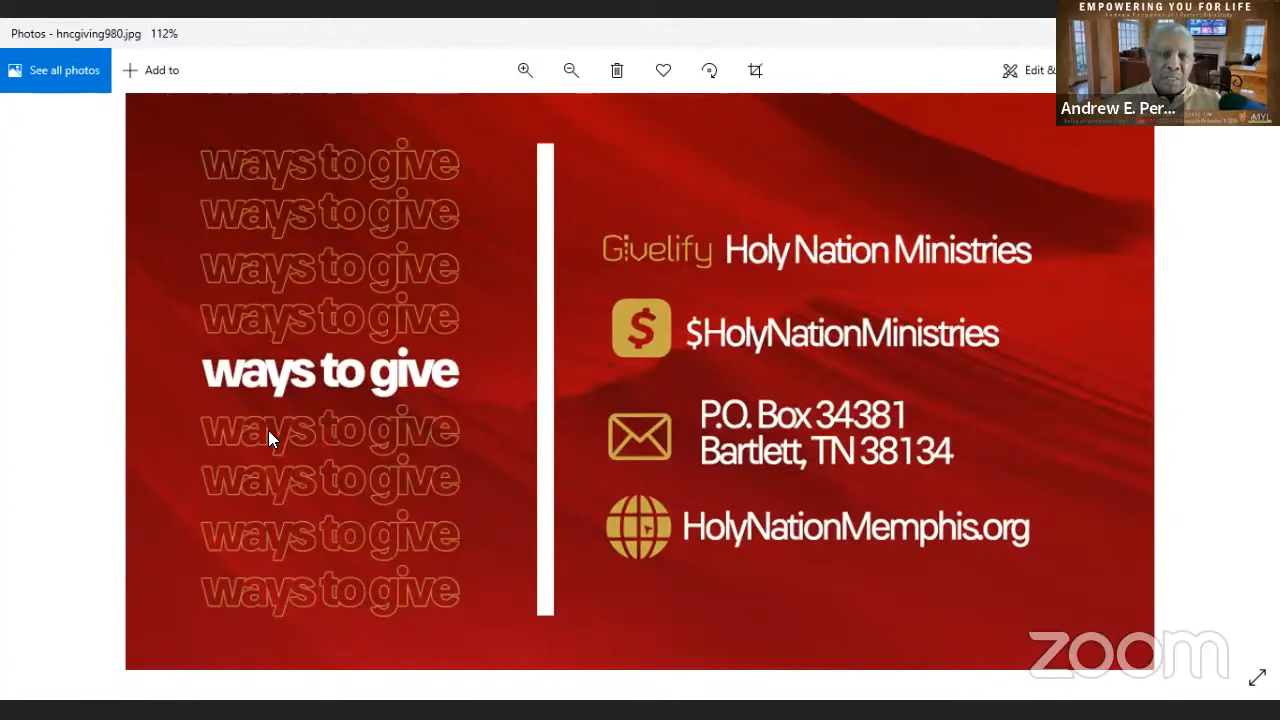 Photos - hncgiving980.jpg 112%
See all photos
Add to
Edit &
EMPOWERING YOU FOR LIFE
Andrew E. Per...
ways to give
ways to give
ways to give
ways to give
ways to give
ways to give
ways to give
ways to give
ways to give
Givelify Holy Nation Ministries
$
$HolyNationMinistries
P.O. Box 34381
Bartlett, TN 38134
HolyNationMemphis.org
zoom